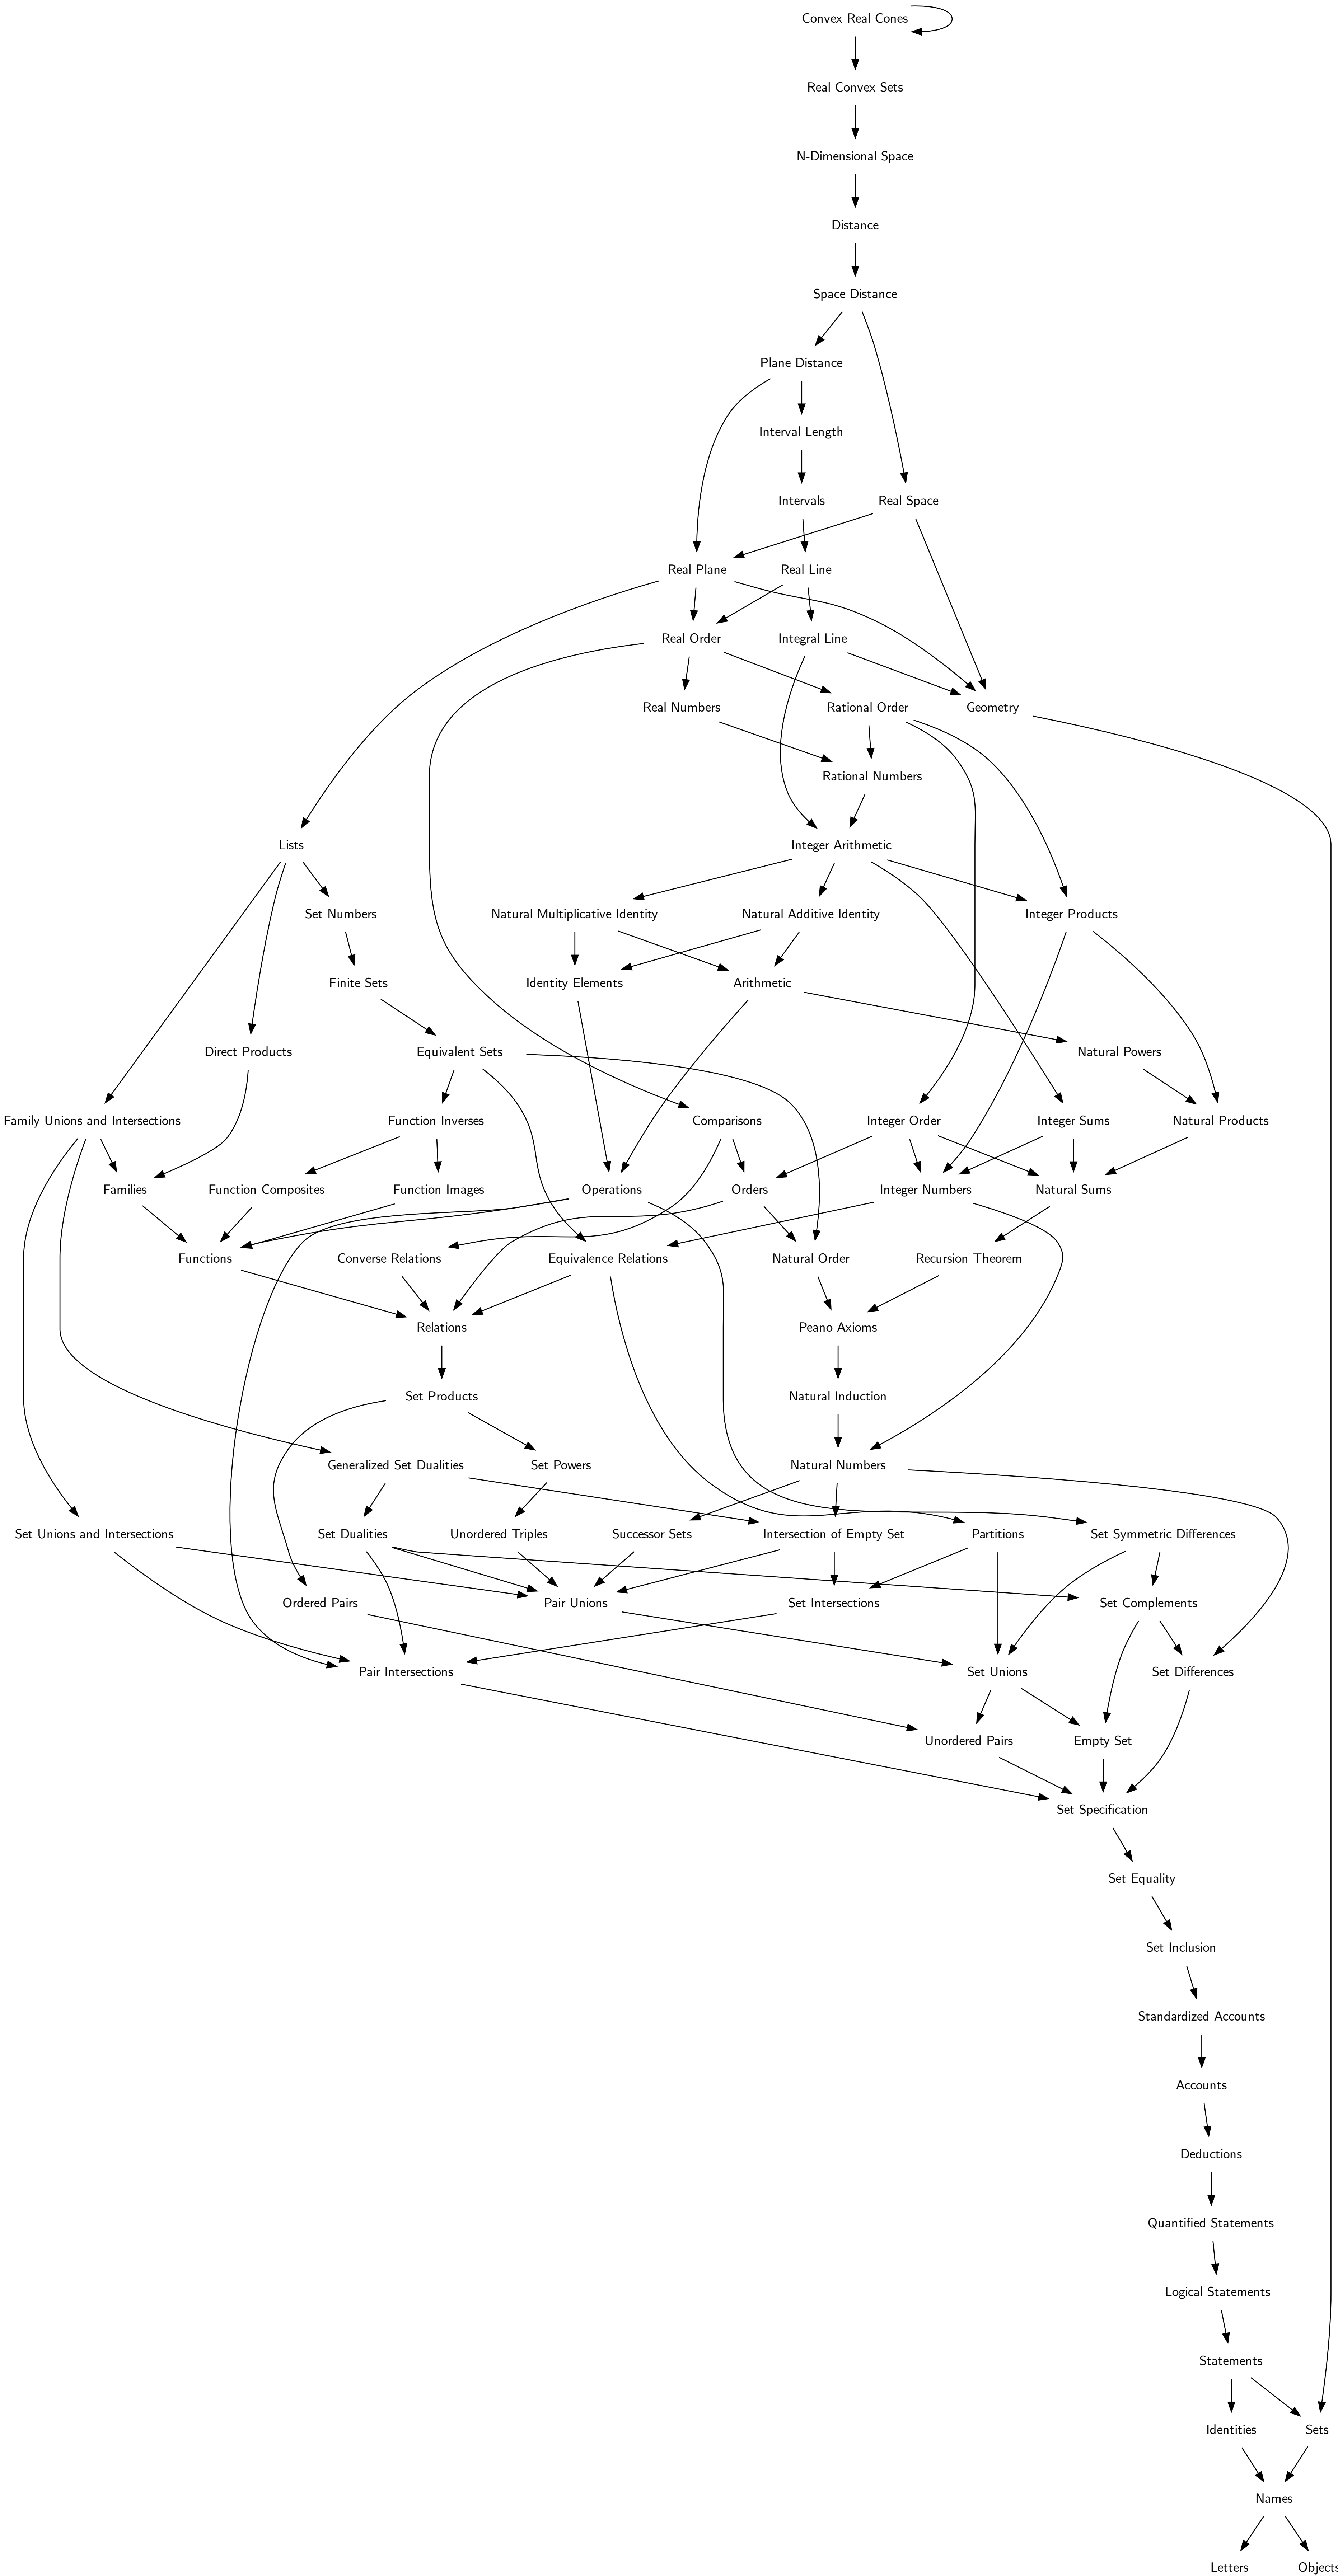 Convex Real Cones
Real Convex Sets
N-Dimensional Space
Distance
Space Distance
Plane Distance
Interval Length
Intervals
Real Space
Real Plane
Real Line
Real Order
Integral Line
Real Numbers
Rational Order
Geometry
Rational Numbers
Lists
Integer Arithmetic
Set Numbers
Natural Multiplicative Identity
Natural Additive Identity
Integer Products
Finite Sets
Identity Elements
Arithmetic
Direct Products
Equivalent Sets
Natural Powers
Family Unions and Intersections
Function Inverses
Comparisons
Integer Order
Integer Sums
Natural Products
Families
Function Composites
Function Images
Operations
Orders
Integer Numbers
Natural Sums
Functions
Converse Relations
Equivalence Relations
Natural Order
Recursion Theorem
Relations
Peano Axioms
Set Products
Natural Induction
Generalized Set Dualities
Set Powers
Natural Numbers
Set Unions and Intersections
Set Dualities
Unordered Triples
Successor Sets
Intersection of Empty Set
Partitions
Set Symmetric Differences
Ordered Pairs
Pair Unions
Set Intersections
Set Complements
Pair Intersections
Set Unions
Set Differences
Unordered Pairs
Empty Set
Set Specification
Set Equality
Set Inclusion
Standardized Accounts
Accounts
Deductions
Quantified Statements
Logical Statements
Statements
Identities
Sets
Names
Letters
Objects